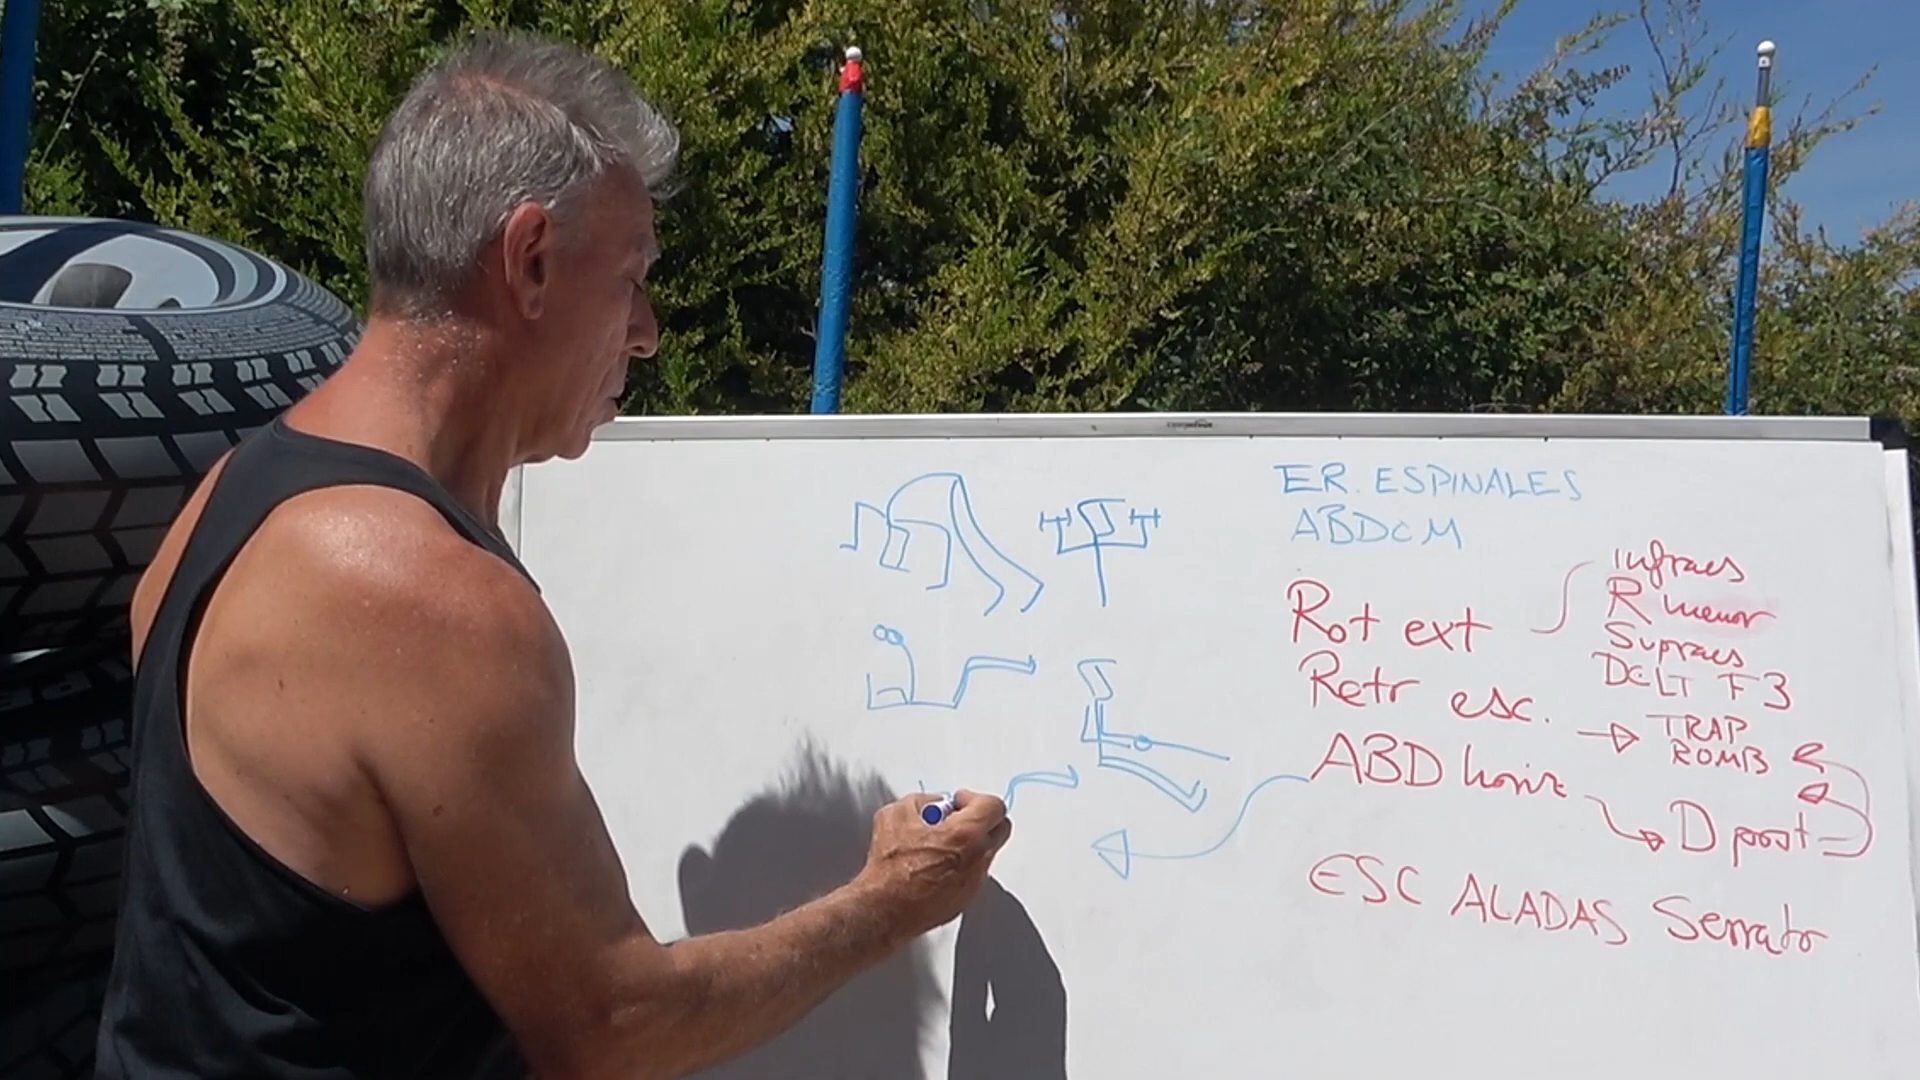 ER. ESPINALES
ABDOM
Rot ext
Infraes
R menor
Supraes
DELT F3
Retr esc.
TRAP
ROMB
ABD horiz
D post
ESC ALADAS Serrato